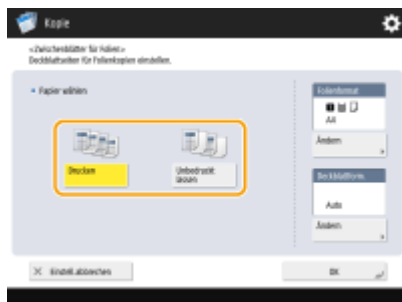 Kopie
<Zwischenblätter für Folien>
Deckblattseiten für Folienkopien einstellen.
Papier wählen
Drucken
Unbedruckt
lassen
Folienformat
A4
Ändern
Deckblattform.
Auto
Ändern
Einstell.abbrechen
OK